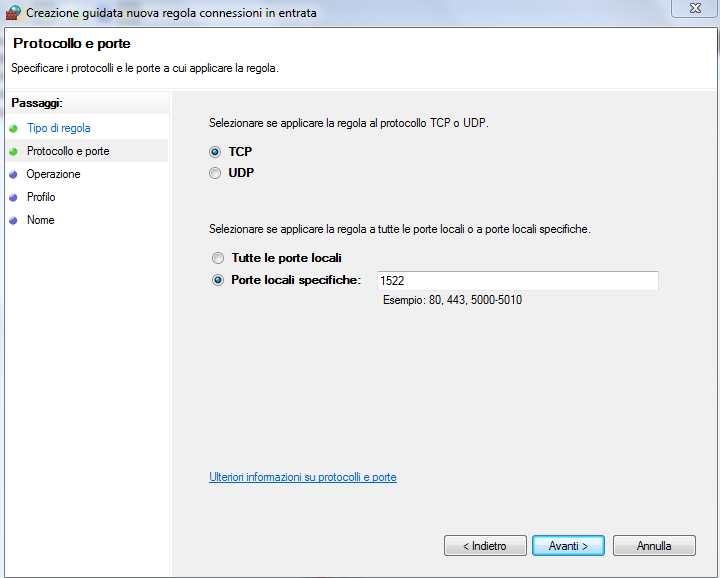 Creazione guidata nuova regola connessioni in entrata
Protocollo e porte
Specificare i protocolli e le porte a cui applicare la regola.
Passaggi:
Tipo di regola
Protocollo e porte
Operazione
Profilo
Nome
Selezionare se applicare la regola al protocollo TCP o UDP.
TCP
UDP
Selezionare se applicare la regola a tutte le porte locali o a porte locali specifiche.
Tutte le porte locali
Porte locali specifiche: 1522
Esempio: 80, 443, 5000-5010
Ulteriori informazioni su protocolli e porte
< Indietro Avanti > Annulla